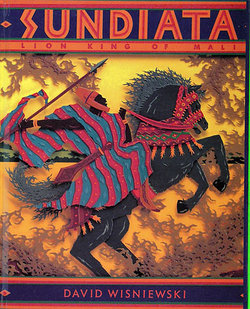 SUNDIATA
LION KING OF MALI
DAVID WISNIEWSKI